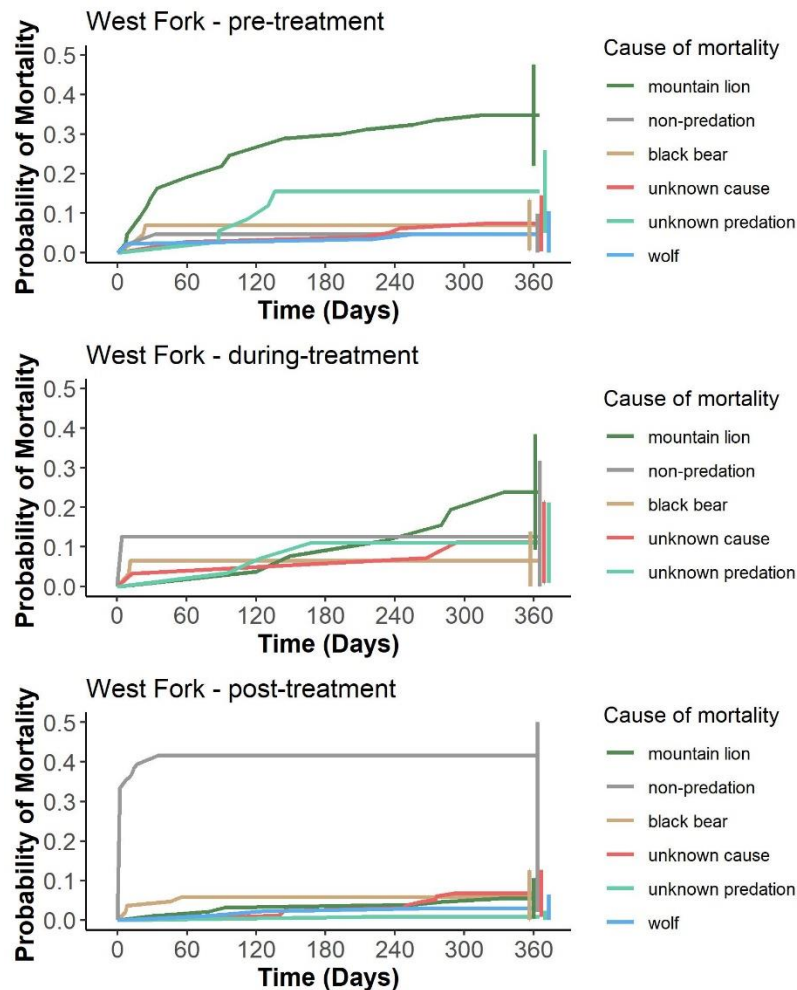 West Fork - pre-treatment
Probability of Mortality
0.5
0.4
0.3
0.2
0.1
0.0
0 60 120 180 240 300 360
Time (Days)
Cause of mortality
mountain lion
non-predation
black bear
unknown cause
unknown predation
wolf
West Fork - during-treatment
Probability of Mortality
0.5
0.4
0.3
0.2
0.1
0.0
0 60 120 180 240 300 360
Time (Days)
Cause of mortality
mountain lion
non-predation
black bear
unknown cause
unknown predation
West Fork - post-treatment
Probability of Mortality
0.5
0.4
0.3
0.2
0.1
0.0
0 60 120 180 240 300 360
Time (Days)
Cause of mortality
mountain lion
non-predation
black bear
unknown cause
unknown predation
wolf